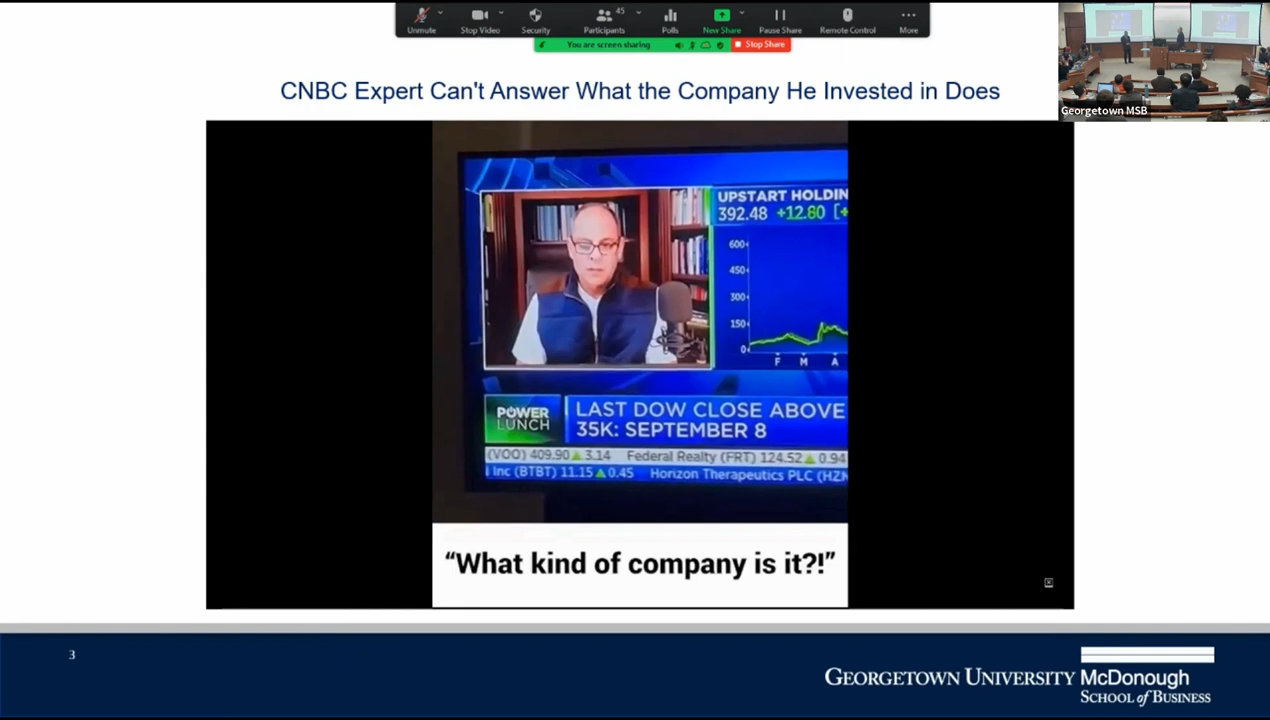 45
Unmute
Stop Video
Security
Participants
Polls
New Share
Pause Share
Remote Control
More
You are screen sharing
Stop Share
Georgetown MSB
CNBC Expert Can't Answer What the Company He Invested in Does
UPSTART HOLDIN
392.48 +12.60 [+
600
450
300
150
0
F M A
POWER
LUNCH
LAST DOW CLOSE ABOVE
35K: SEPTEMBER 8
(VOO) 409.90▲3.14 Federal Realty (FRT) 124.52▲0.94
Inc (BTBT) 11.15▲0.45 Horizon Therapeutics PLC (HZN
“What kind of company is it?!”
3
GEORGETOWN UNIVERSITY
McDonough
SCHOOL of BUSINESS